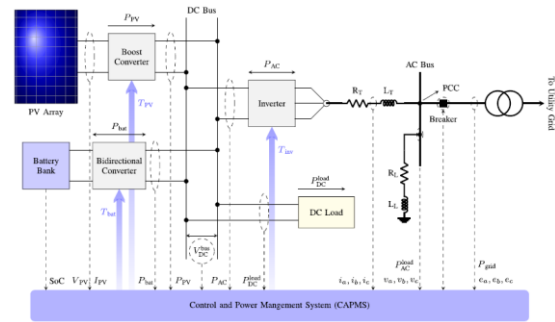 DC Bus
P_PV
Boost
Converter
PV Array
T_PV
P_AC
Inverter
T_inv
R_T
L_T
AC Bus
PCC
Breaker
To Utility Grid
P_bat
Battery
Bank
Bidirectional
Converter
T_bat
R_L
L_L
P_DC^load
DC Load
V_DC^bus
SoC
V_PV
I_PV
P_bat
P_PV
P_AC
P_DC^load
i_a, i_b, i_c
P_AC^load
v_a, v_b, v_c
P_grid
e_a, e_b, e_c
Control and Power Mangement System (CAPMS)